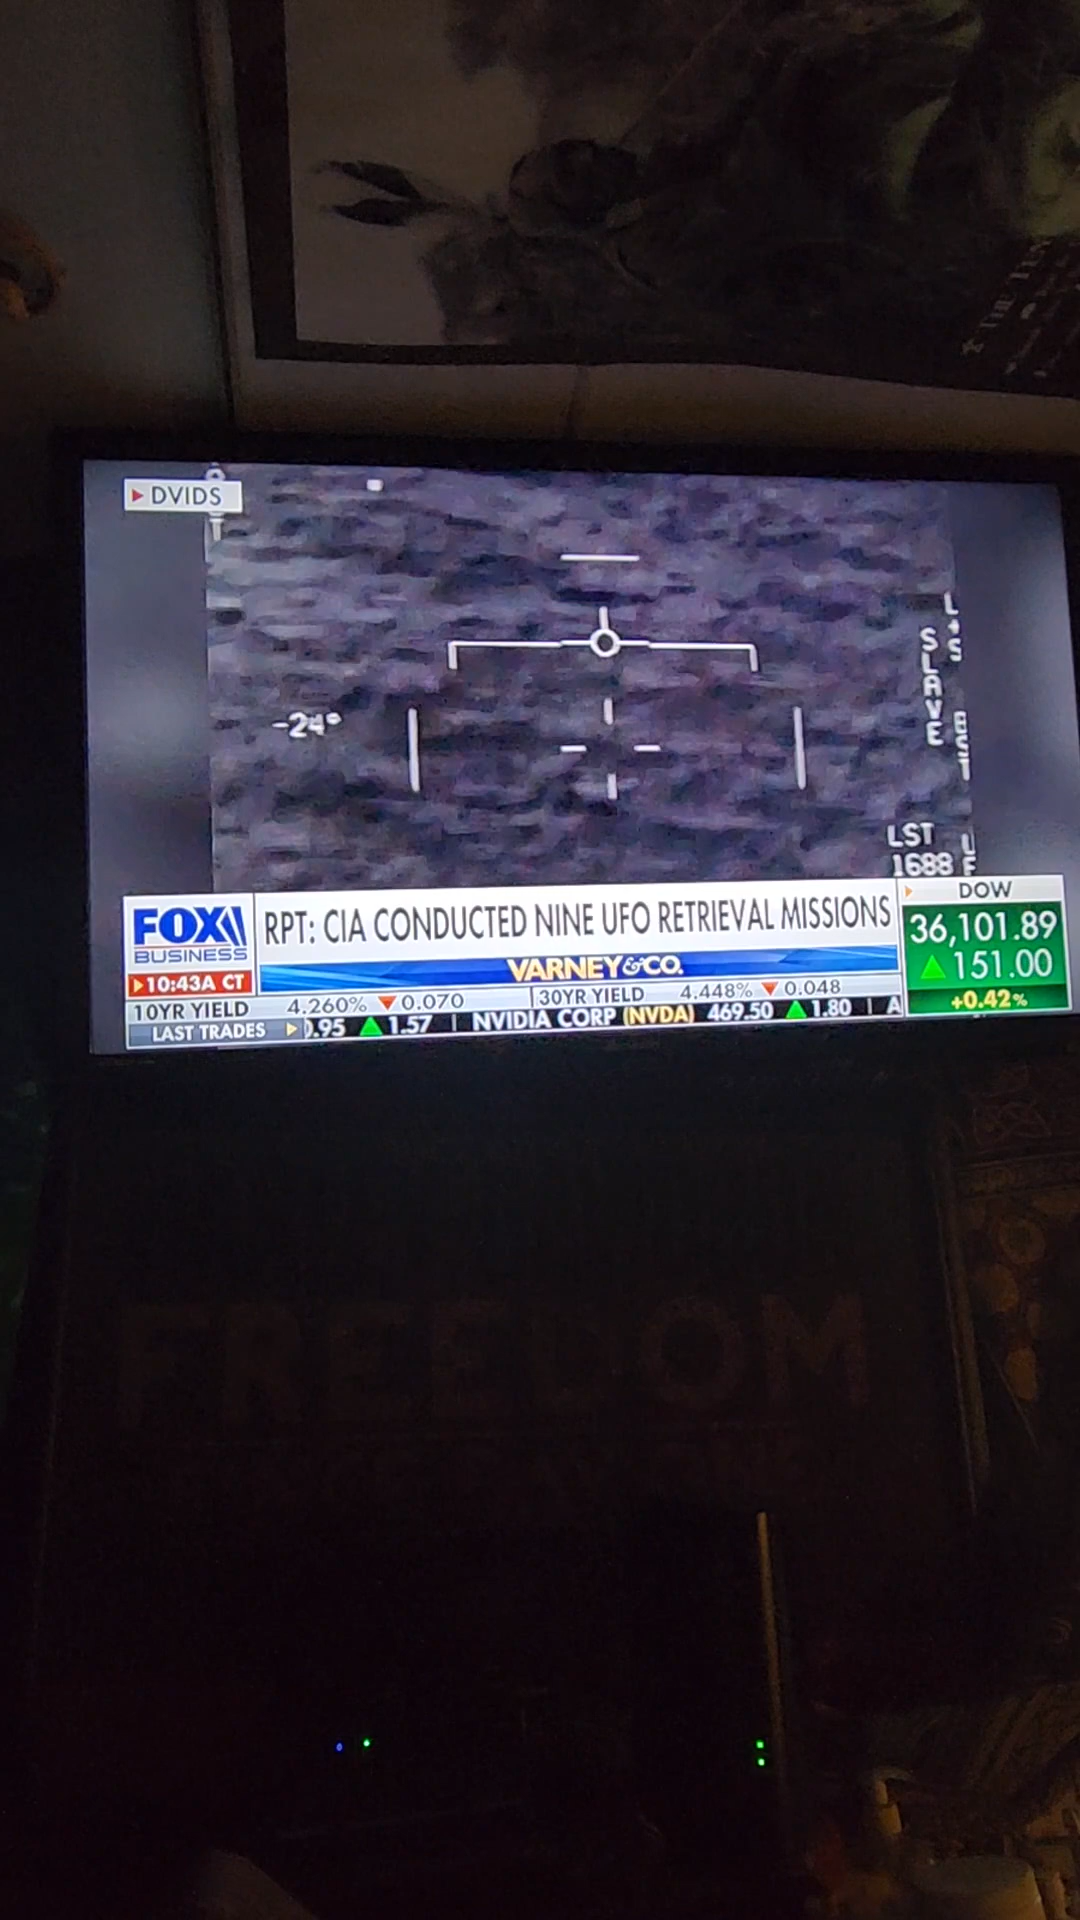 DVIDS
-24°
L+S
SLAVE
LST
1688
RPT: CIA CONDUCTED NINE UFO RETRIEVAL MISSIONS
DOW
36,101.89
▲ 151.00
+0.42%
FOX
BUSINESS
VARNEY&CO.
10:43A CT
10YR YIELD 4.260% ▼ 0.070 30YR YIELD 4.448% ▼ 0.048
LAST TRADES .95 ▲ 1.57 | NVIDIA CORP (NVDA) 469.50 ▲ 1.80 | A
FREEDOM